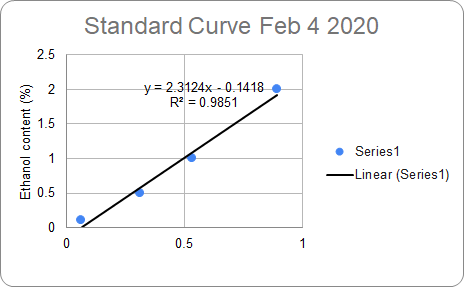 Standard Curve Feb 4 2020
2.5
y = 2.3124x - 0.1418
R² = 0.9851
2
1.5
1
0.5
0
Ethanol content (%)
0
0.5
1
Series1
Linear (Series1)